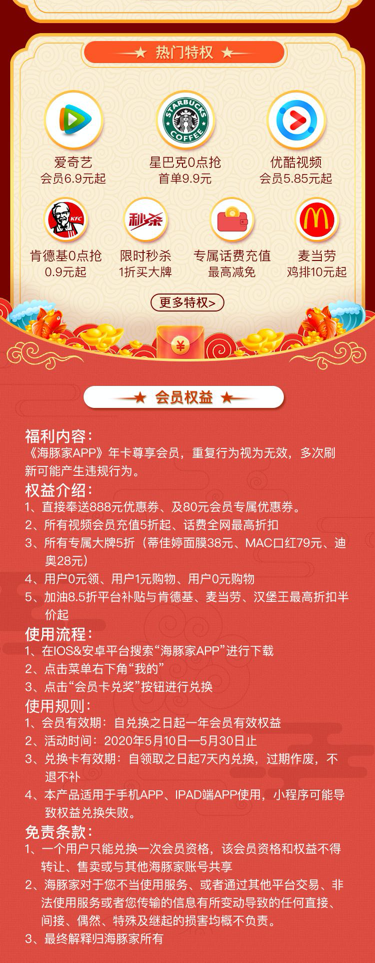 热门特权
STARBUCKS
COFFEE
爱奇艺
会员6.9元起
星巴克0点抢
首单9.9元
优酷视频
会员5.85元起
KFC
秒杀
肯德基0点抢
0.9元起
限时秒杀
1折买大牌
专属话费充值
最高减免
麦当劳
鸡排10元起
更多特权>
¥
会员权益
福利内容：
《海豚家APP》年卡尊享会员，重复行为视为无效，多次刷
新可能产生违规行为。
权益介绍：
1、直接奉送888元优惠券、及80元会员专属优惠券。
2、所有视频会员充值5折起、话费全网最高折扣
3、所有专属大牌5折（蒂佳婷面膜38元、MAC口红79元、迪
奥28元）
4、用户0元领、用户1元购物、用户0元购物
5、加油8.5折平台补贴与肯德基、麦当劳、汉堡王最高折扣半
价起
使用流程：
1、在IOS&安卓平台搜索“海豚家APP”进行下载
2、点击菜单右下角“我的”
3、点击“会员卡兑奖”按钮进行兑换
使用规则：
1、会员有效期：自兑换之日起一年会员有效权益
2、活动时间：2020年5月10日—5月30日止
3、兑换卡有效期：自领取之日起7天内兑换，过期作废，不
退不补
4、本产品适用于手机APP、IPAD端APP使用，小程序可能导
致权益兑换失败。
免责条款：
1、一个用户只能兑换一次会员资格，该会员资格和权益不得
转让、售卖或与其他海豚家账号共享
2、海豚家对于您不当使用服务、或者通过其他平台交易、非
法使用服务或者您传输的信息有所变动导致的任何直接、
间接、偶然、特殊及继起的损害均概不负责。
3、最终解释归海豚家所有